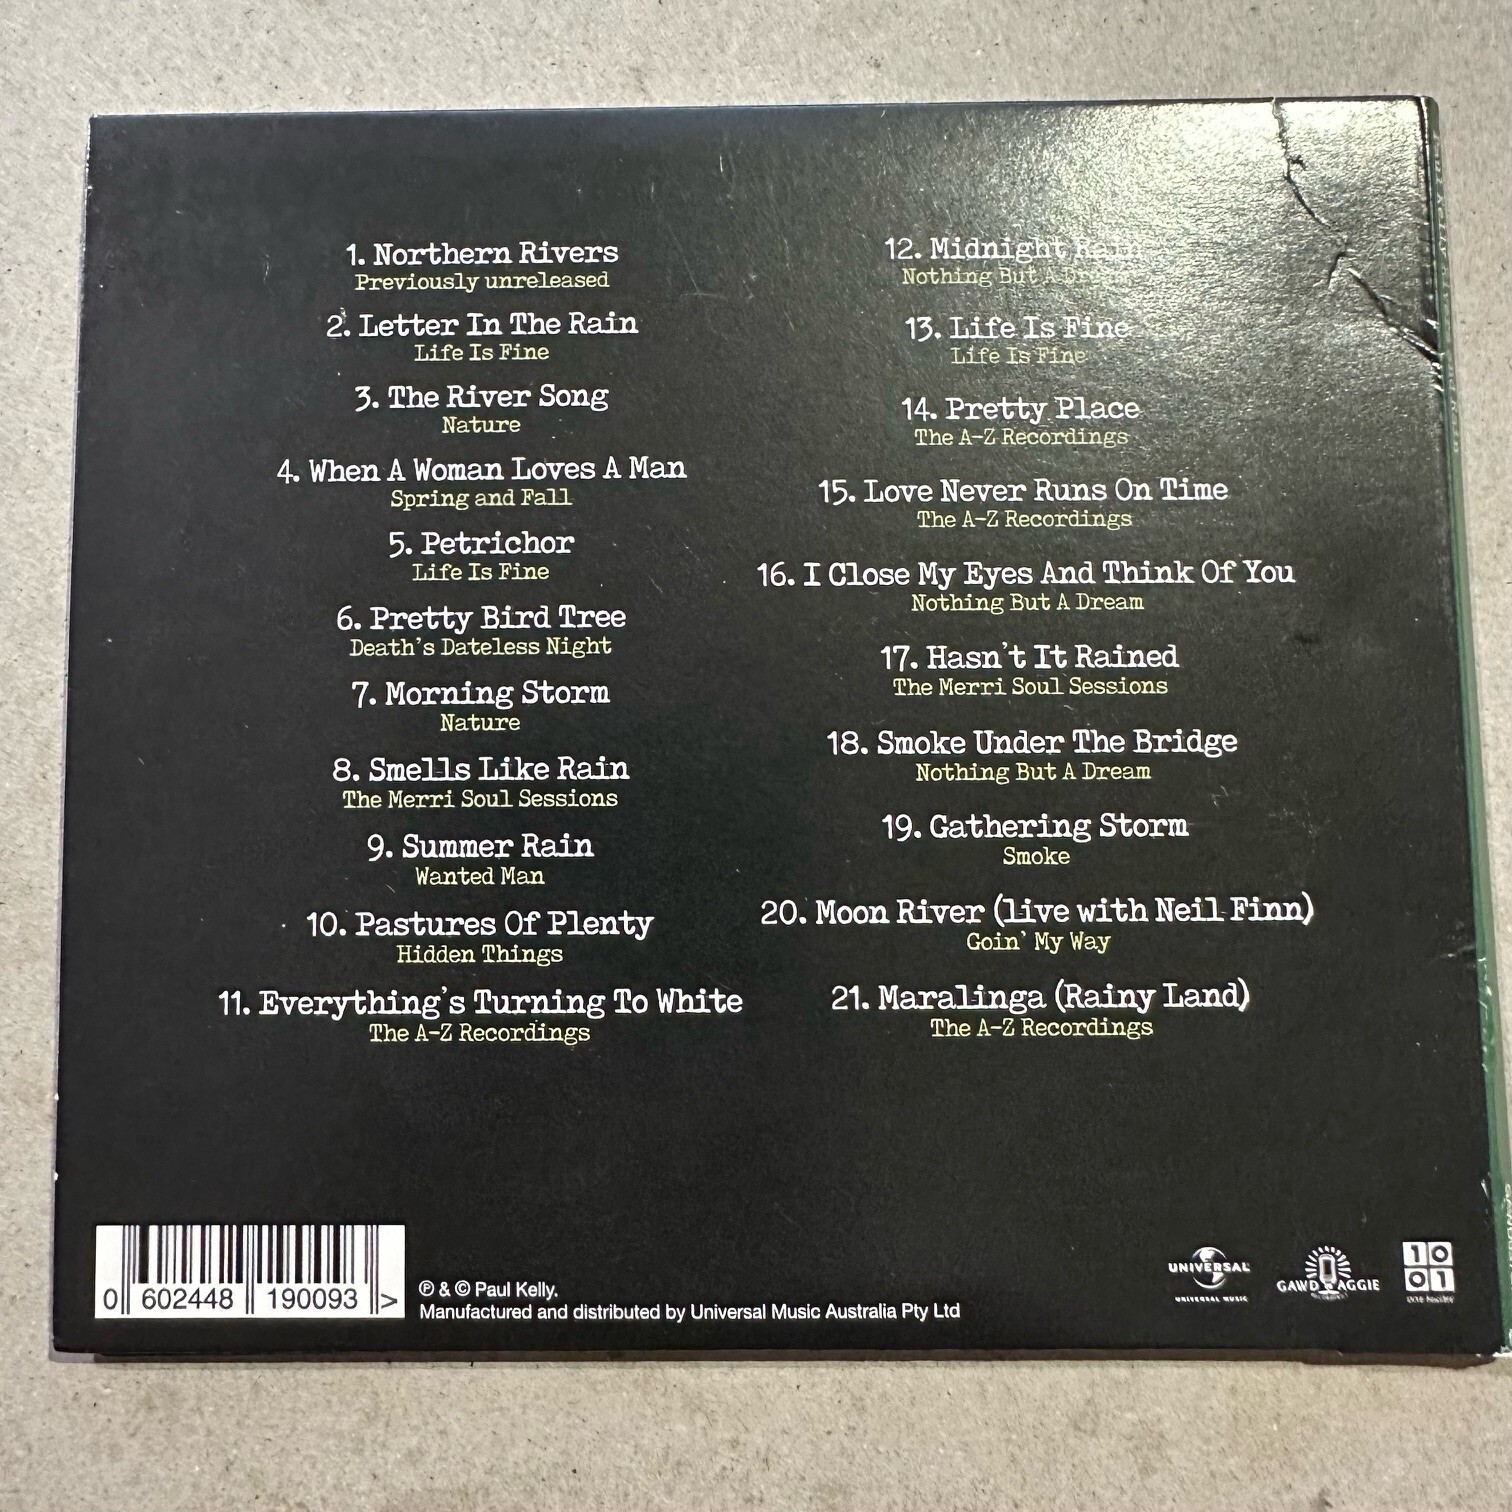 1. Northern Rivers
Previously unreleased
2. Letter In The Rain
Life Is Fine
3. The River Song
Nature
4. When A Woman Loves A Man
Spring and Fall
5. Petrichor
Life Is Fine
6. Pretty Bird Tree
Death's Dateless Night
7. Morning Storm
Nature
8. Smells Like Rain
The Merri Soul Sessions
9. Summer Rain
Wanted Man
10. Pastures Of Plenty
Hidden Things
11. Everything's Turning To White
The A-Z Recordings
12. Midnight Rain
Nothing But A Dream
13. Life Is Fine
Life Is Fine
14. Pretty Place
The A-Z Recordings
15. Love Never Runs On Time
The A-Z Recordings
16. I Close My Eyes And Think Of You
Nothing But A Dream
17. Hasn't It Rained
The Merri Soul Sessions
18. Smoke Under The Bridge
Nothing But A Dream
19. Gathering Storm
Smoke
20. Moon River (live with Neil Finn)
Goin' My Way
21. Maralinga (Rainy Land)
The A-Z Recordings
0 602448 190093 >
℗ & © Paul Kelly.
Manufactured and distributed by Universal Music Australia Pty Ltd
UNIVERSAL
UNIVERSAL MUSIC
GAWD AGGIE
10
01